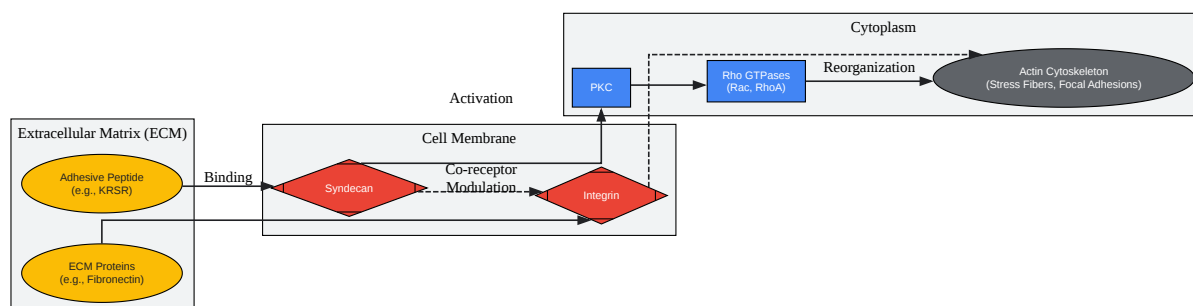 Cytoplasm
PKC
Rho GTPases
(Rac, RhoA)
Reorganization
Actin Cytoskeleton
(Stress Fibers, Focal Adhesions)
Activation
Extracellular Matrix (ECM)
Adhesive Peptide
(e.g., KRSR)
Binding
ECM Proteins
(e.g., Fibronectin)
Cell Membrane
Syndecan
Co-receptor
Modulation
Integrin